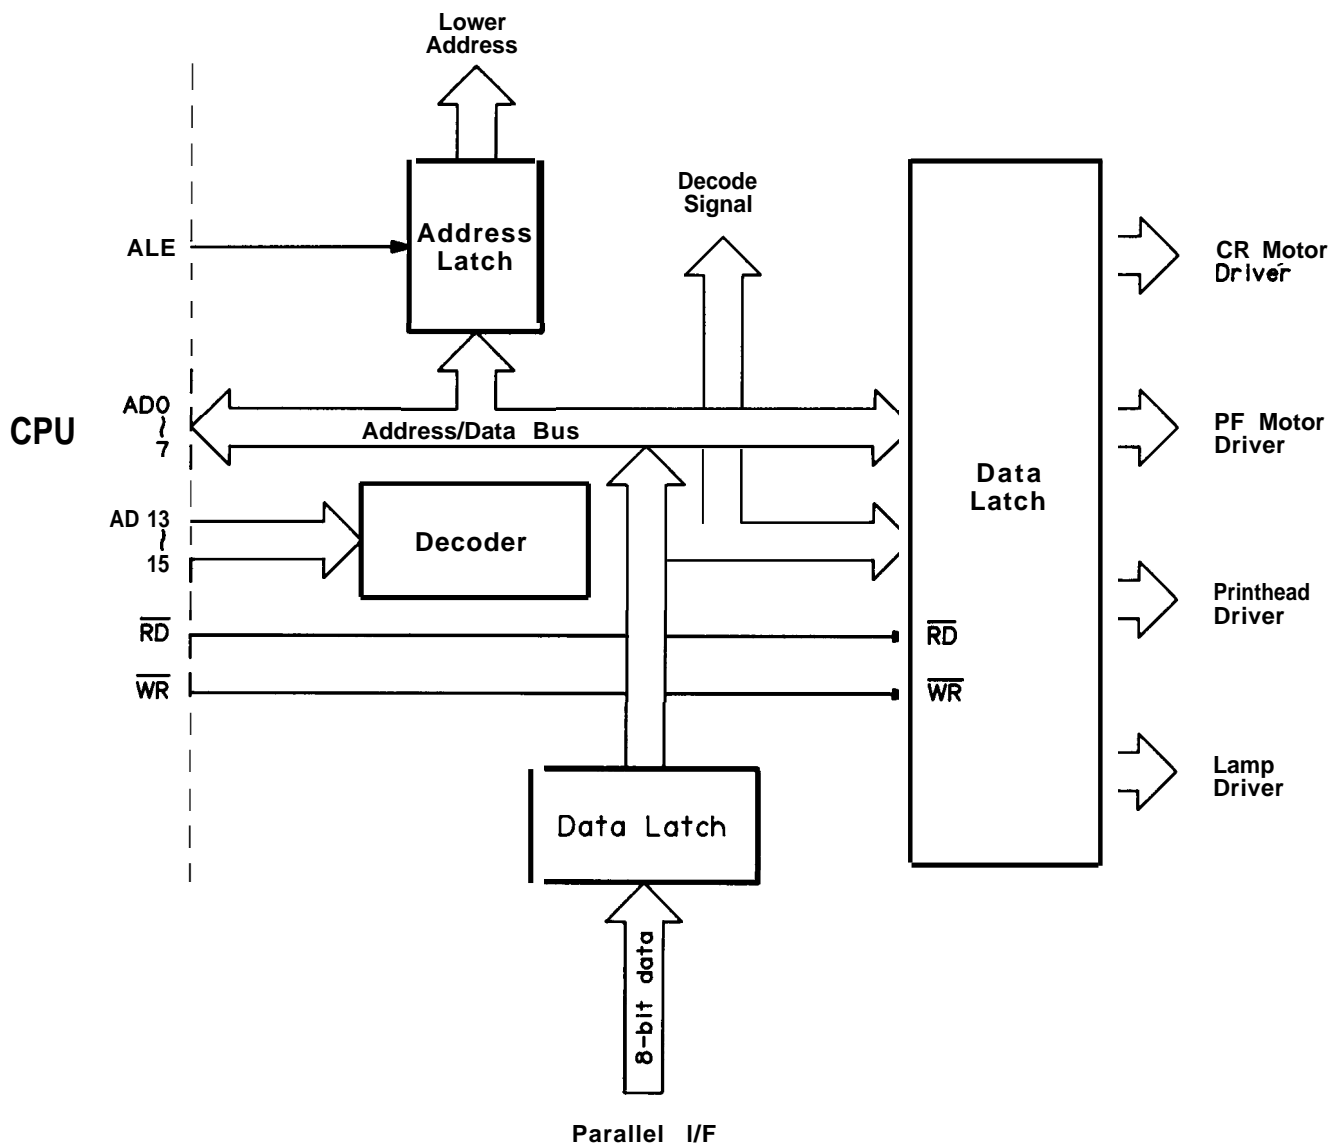 Lower
Address
Decode
Signal
ALE
Address
Latch
CR Motor
Driver
CPU
AD0
~
7
Address/Data Bus
PF Motor
Driver
Data
Latch
AD 13
~
15
Decoder
Printhead
Driver
RD
RD
WR
WR
Lamp
Driver
Data Latch
8-bit data
Parallel I/F